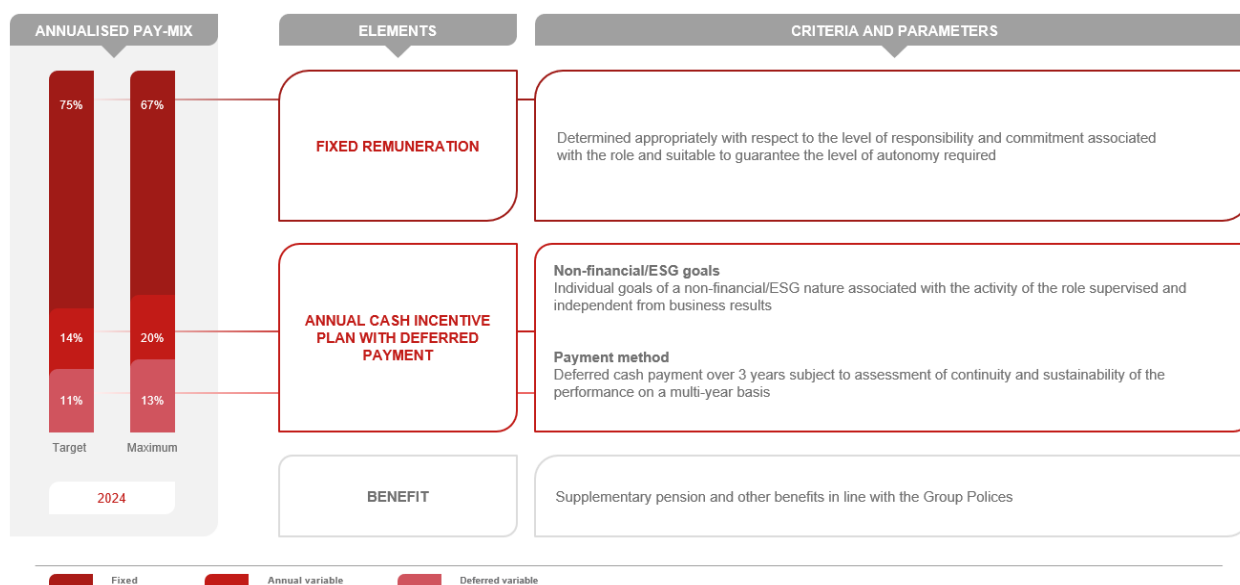 ANNUALISED PAY-MIX
ELEMENTS
CRITERIA AND PARAMETERS
75%
67%
14%
20%
11%
13%
Target
Maximum
2024
FIXED REMUNERATION
Determined appropriately with respect to the level of responsibility and commitment associated
with the role and suitable to guarantee the level of autonomy required
ANNUAL CASH INCENTIVE
PLAN WITH DEFERRED
PAYMENT
Non-financial/ESG goals
Individual goals of a non-financial/ESG nature associated with the activity of the role supervised and
independent from business results
Payment method
Deferred cash payment over 3 years subject to assessment of continuity and sustainability of the
performance on a multi-year basis
BENEFIT
Supplementary pension and other benefits in line with the Group Polices
Fixed
Annual variable
Deferred variable